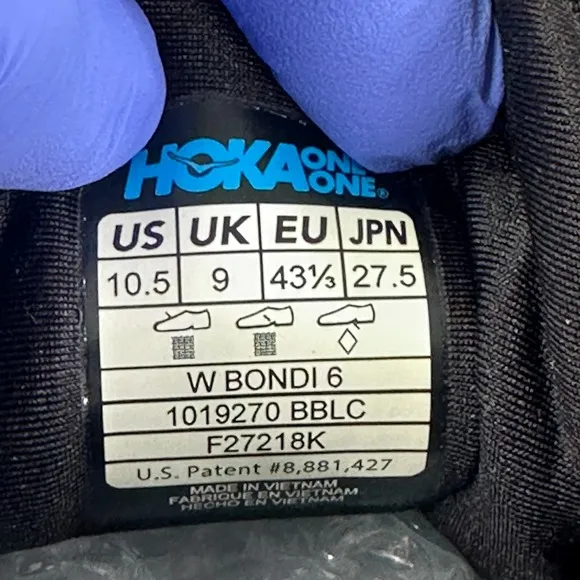 HOKA ONE ONE®
US UK EU JPN
10.5 9 43⅓ 27.5
W BONDI 6
1019270 BBLC
F27218K
U.S. Patent #8,881,427
MADE IN VIETNAM
FABRIQUE EN VIETNAM
HECHO EN VIETNAM